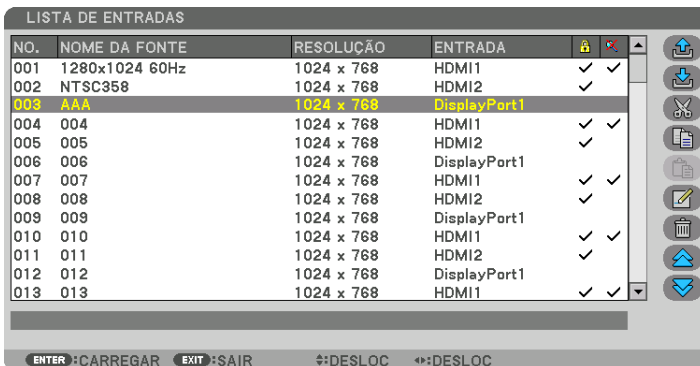 LISTA DE ENTRADAS
NO. NOME DA FONTE RESOLUÇÃO ENTRADA
001 1280x1024 60Hz 1024 x 768 HDMI1
002 NTSC358 1024 x 768 HDMI2
003 AAA 1024 x 768 DisplayPort1
004 004 1024 x 768 HDMI1
005 005 1024 x 768 HDMI2
006 006 1024 x 768 DisplayPort1
007 007 1024 x 768 HDMI1
008 008 1024 x 768 HDMI2
009 009 1024 x 768 DisplayPort1
010 010 1024 x 768 HDMI1
011 011 1024 x 768 HDMI2
012 012 1024 x 768 DisplayPort1
013 013 1024 x 768 HDMI1
ENTER :CARREGAR EXIT :SAIR :DESLOC :DESLOC